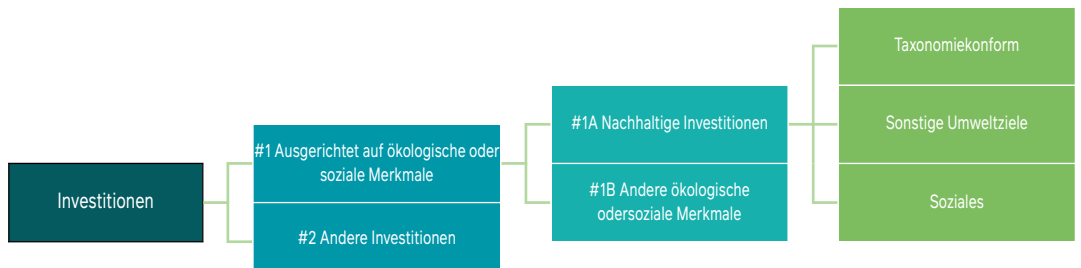 Investitionen
#1 Ausgerichtet auf ökologische oder
soziale Merkmale
#2 Andere Investitionen
#1A Nachhaltige Investitionen
#1B Andere ökologische
odersoziale Merkmale
Taxonomiekonform
Sonstige Umweltziele
Soziales